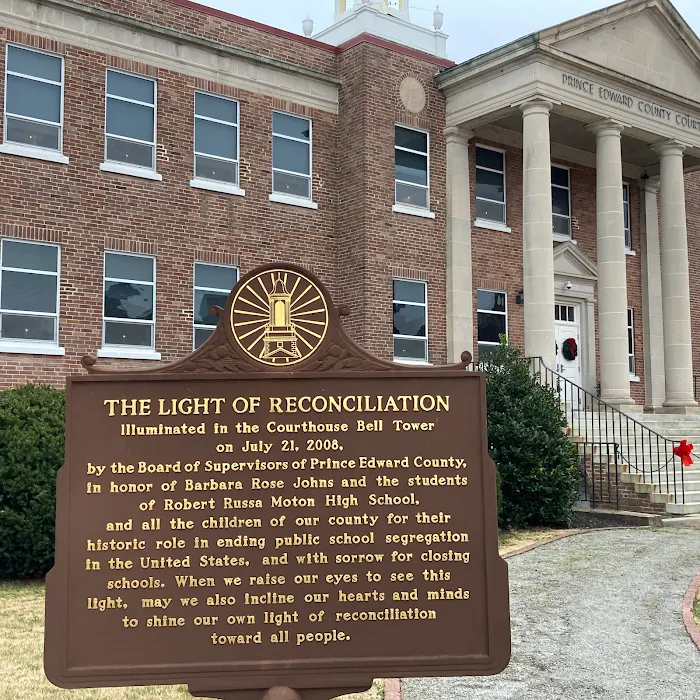 PRINCE EDWARD COUNTY
THE LIGHT OF RECONCILIATION
Illuminated in the Courthouse Bell Tower
on July 21, 2008,
by the Board of Supervisors of Prince Edward County,
in honor of Barbara Rose Johns and the students
of Robert Russa Moton High School,
and all the children of our county for their
historic role in ending public school segregation
in the United States, and with sorrow for closing
schools. When we raise our eyes to see this
light, may we also incline our hearts and minds
to shine our own light of reconciliation
toward all people.